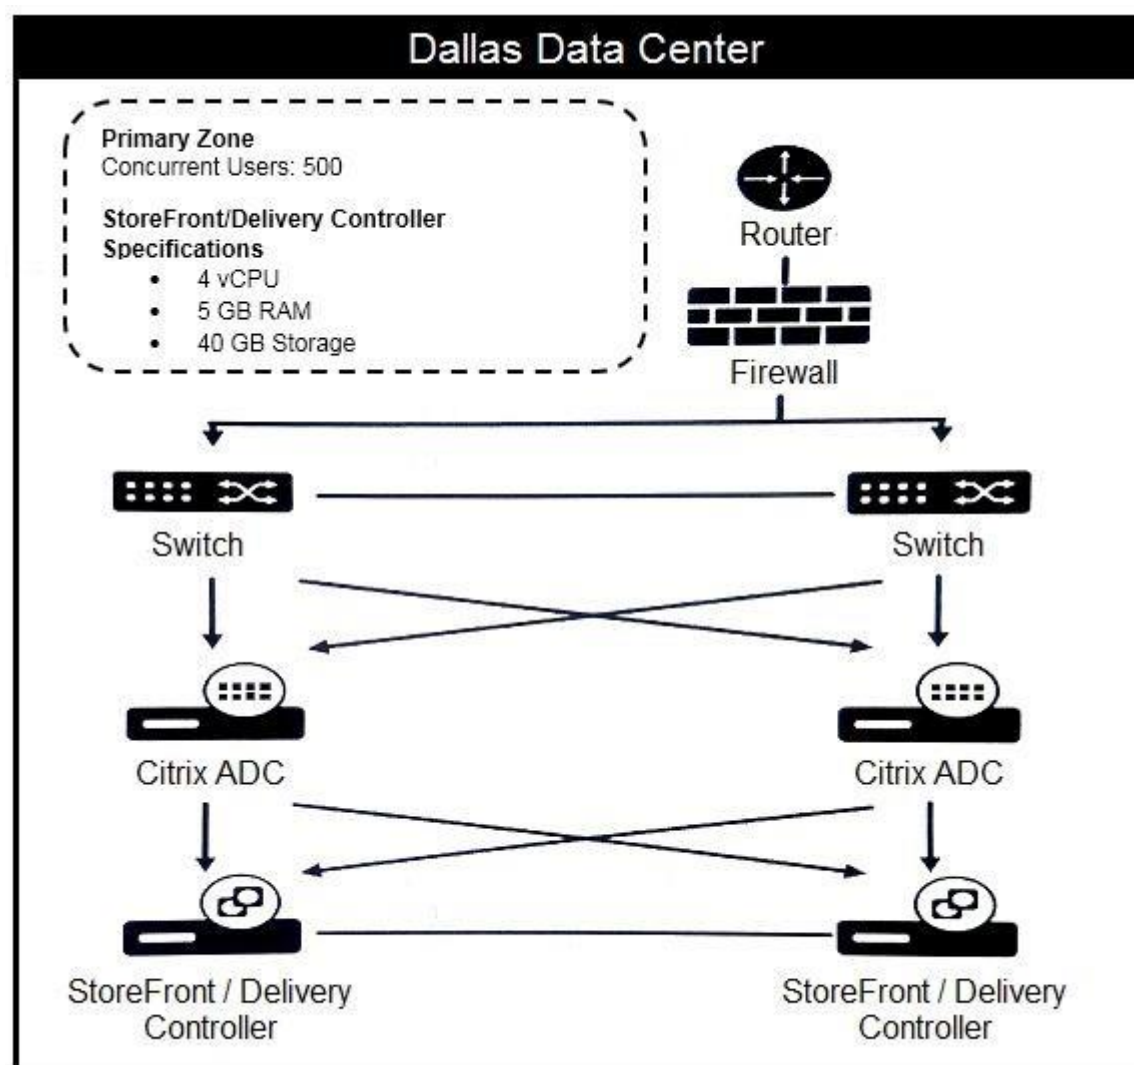 Dallas Data Center
Primary Zone
Concurrent Users: 500
StoreFront/Delivery Controller
Specifications
• 4 vCPU
• 5 GB RAM
• 40 GB Storage
Router
Firewall
Switch
Switch
Citrix ADC
Citrix ADC
StoreFront / Delivery
Controller
StoreFront / Delivery
Controller